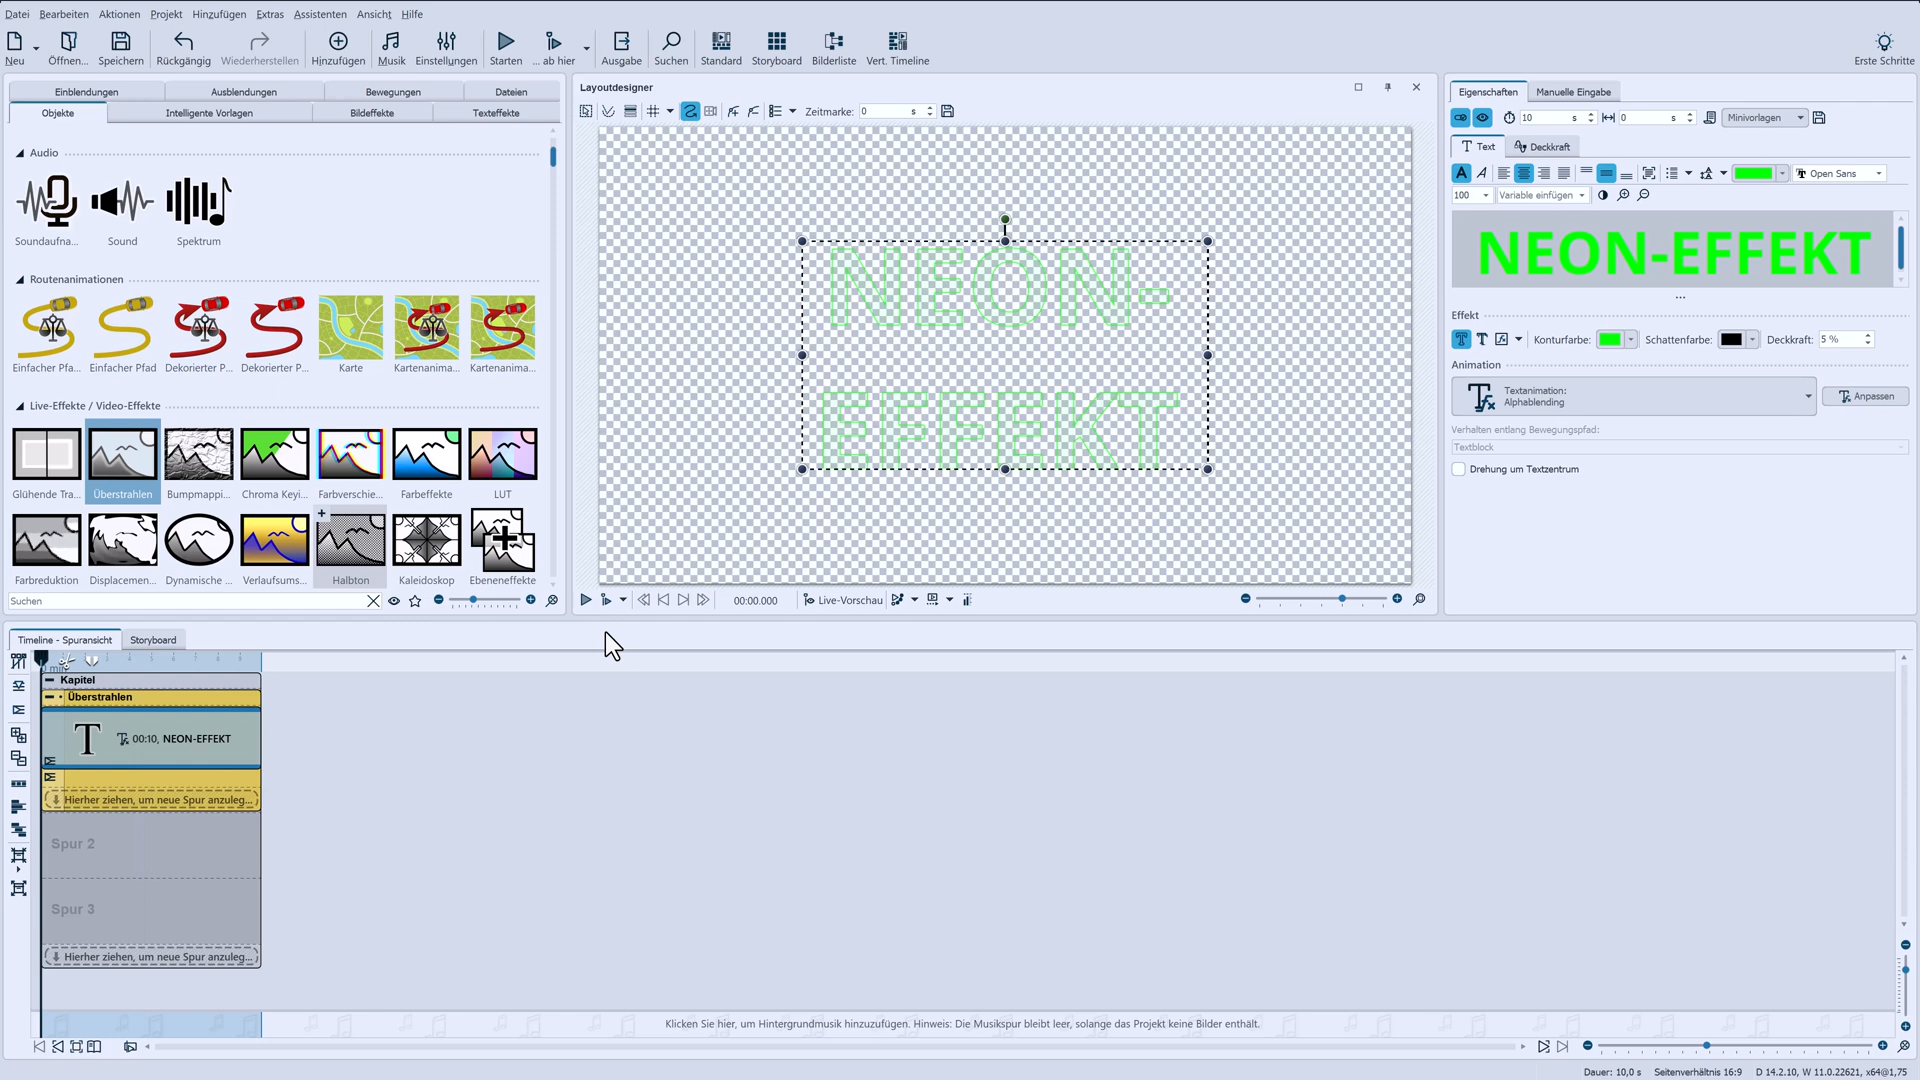 Datei Bearbeiten Aktionen Projekt Hinzufügen Extras Assistenten Ansicht Hilfe
Neu Öffnen... Speichern Rückgängig Wiederherstellen Hinzufügen Musik Einstellungen Starten ... ab hier Ausgabe Suchen Standard Storyboard Bilderliste Vert. Timeline Erste Schritte
Einblendungen Ausblendungen Bewegungen Dateien
Objekte Intelligente Vorlagen Bildeffekte Texteffekte
Audio
Soundaufna... Sound Spektrum
Routenanimationen
Einfacher Pfa... Einfacher Pfad Dekorierter P... Dekorierter P... Karte Kartenanima... Kartenanima...
Live-Effekte / Video-Effekte
Glühende Tra... Überstrahlen Bumpmappi... Chroma Keyi... Farbverschie... Farbeffekte LUT
Farbreduktion Displacemen... Dynamische ... Verlaufsums... Halbton Kaleidoskop Ebeneneffekte
Suchen
Layoutdesigner
Zeitmarke: 0 s
NEON-
EFFEKT
00:00.000 Live-Vorschau
Eigenschaften Manuelle Eingabe
10 s 0 s Minivorlagen
Text Deckkraft
Open Sans
100 Variable einfügen
NEON-EFFEKT
...
Effekt
Konturfarbe: Schattenfarbe: Deckkraft: 5 %
Animation
Textanimation:
Alphablending
Anpassen
Verhalten entlang Bewegungspfad:
Textblock
Drehung um Textzentrum
Timeline - Spuransicht Storyboard
Kapitel
Überstrahlen
00:10, NEON-EFFEKT
Hierher ziehen, um neue Spur anzuleg...
Spur 2
Spur 3
Hierher ziehen, um neue Spur anzuleg...
Klicken Sie hier, um Hintergrundmusik hinzuzufügen. Hinweis: Die Musikspur bleibt leer, solange das Projekt keine Bilder enthält.
Dauer: 10,0 s Seitenverhältnis 16:9 D 14.2.10, W 11.0.22621, x64@1,75